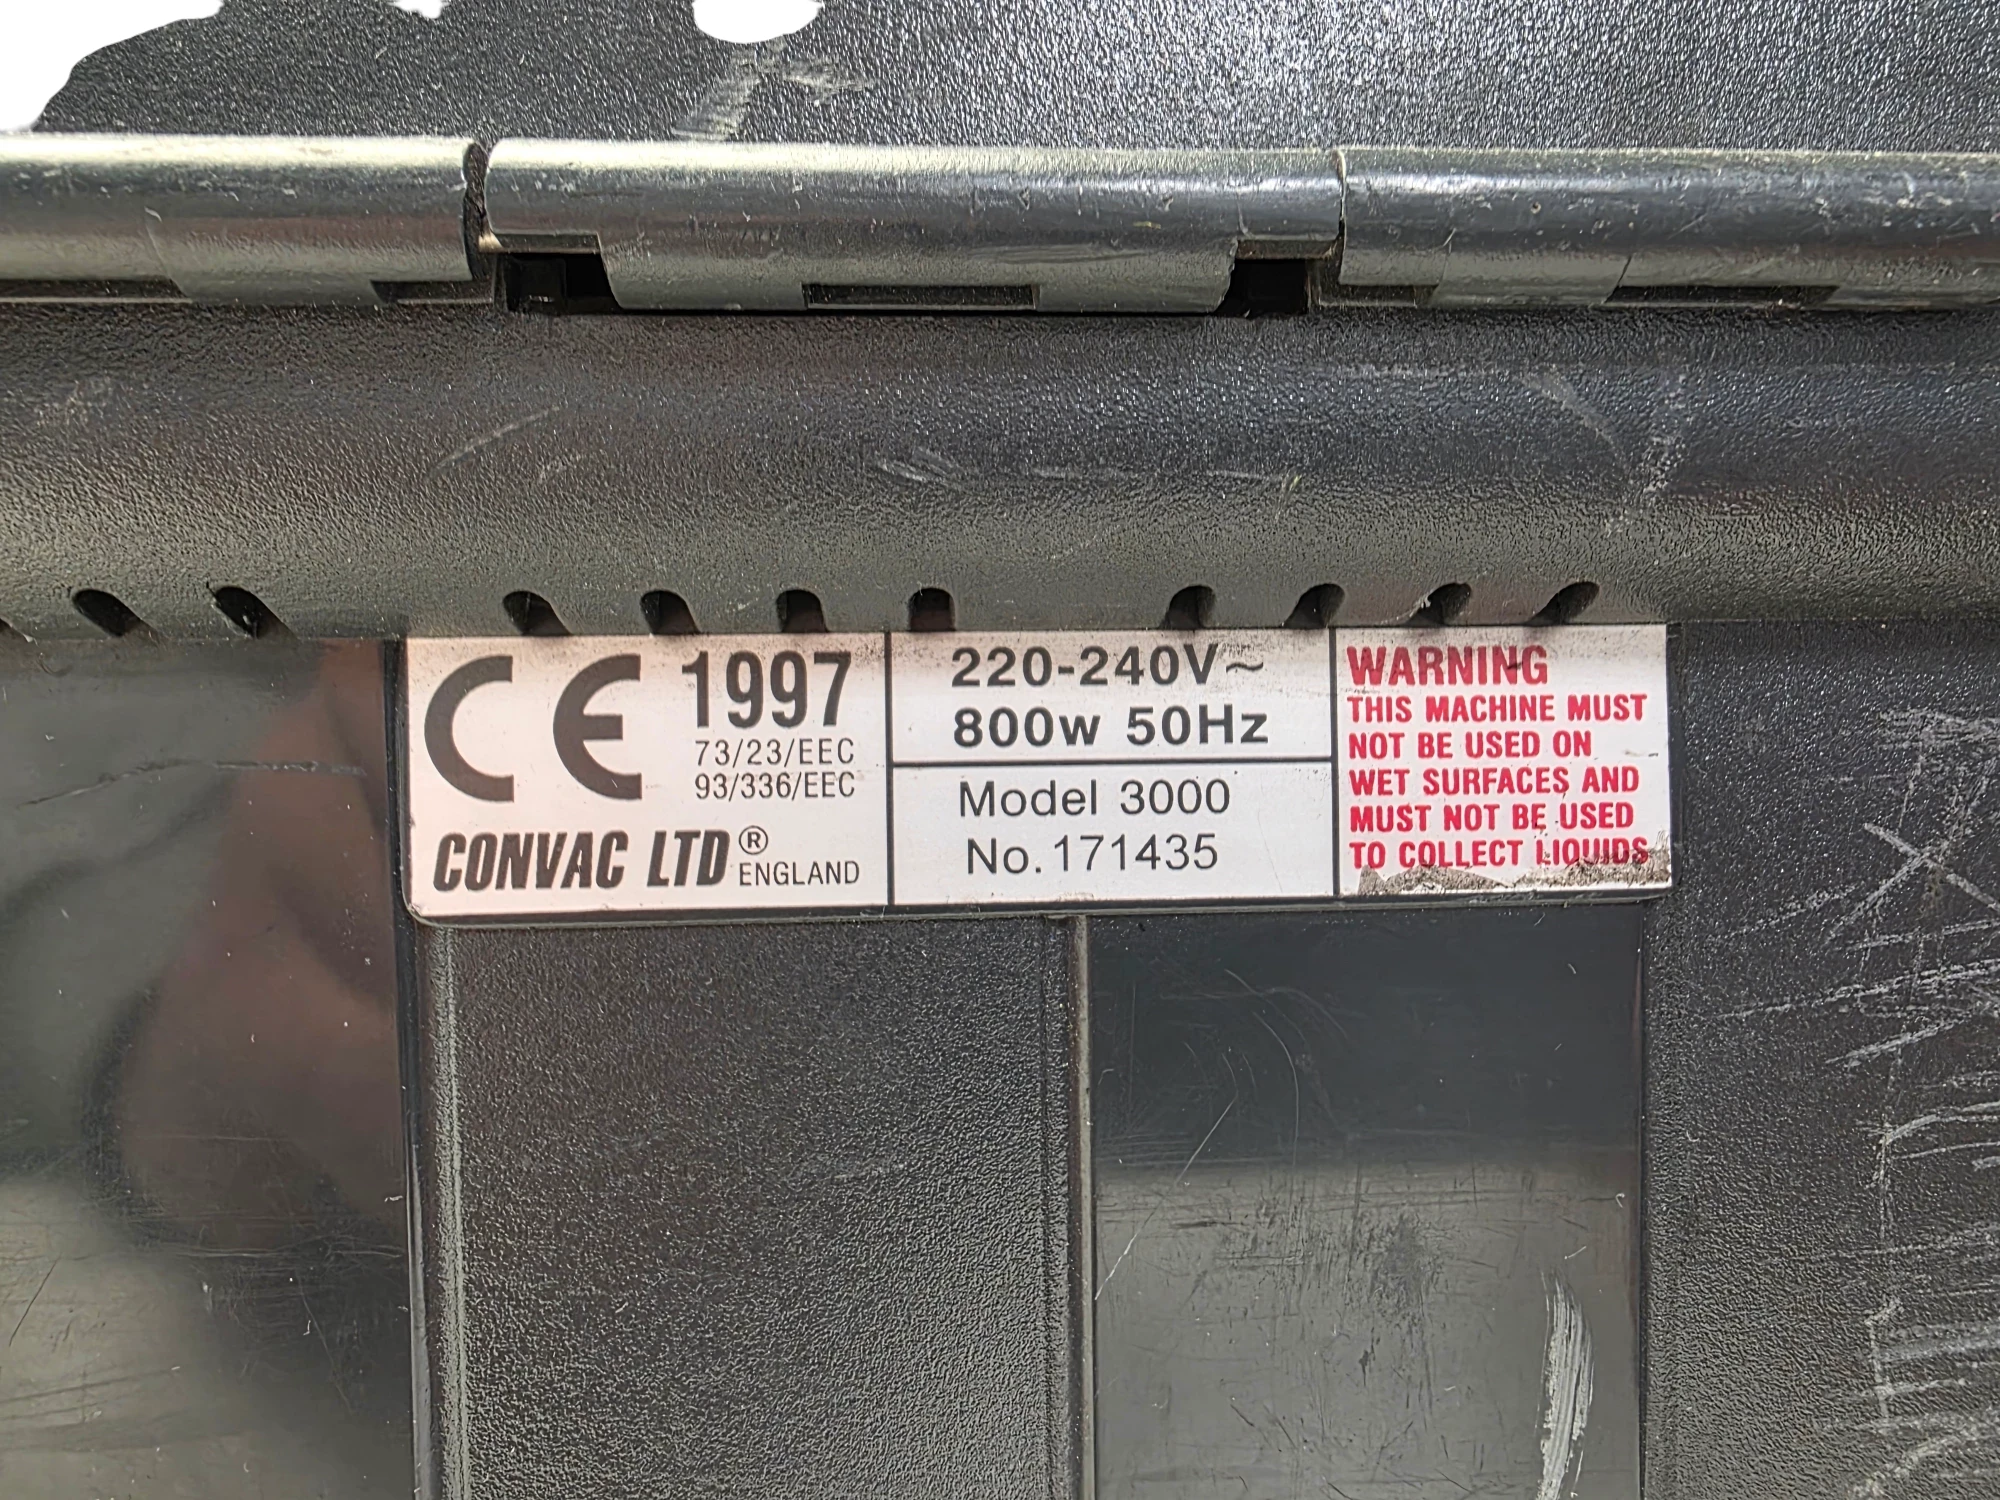 CE 1997
73/23/EEC
93/336/EEC
CONVAC LTD® ENGLAND
220-240V~
800w 50Hz
Model 3000
No. 171435
WARNING
THIS MACHINE MUST
NOT BE USED ON
WET SURFACES AND
MUST NOT BE USED
TO COLLECT LIQUIDS